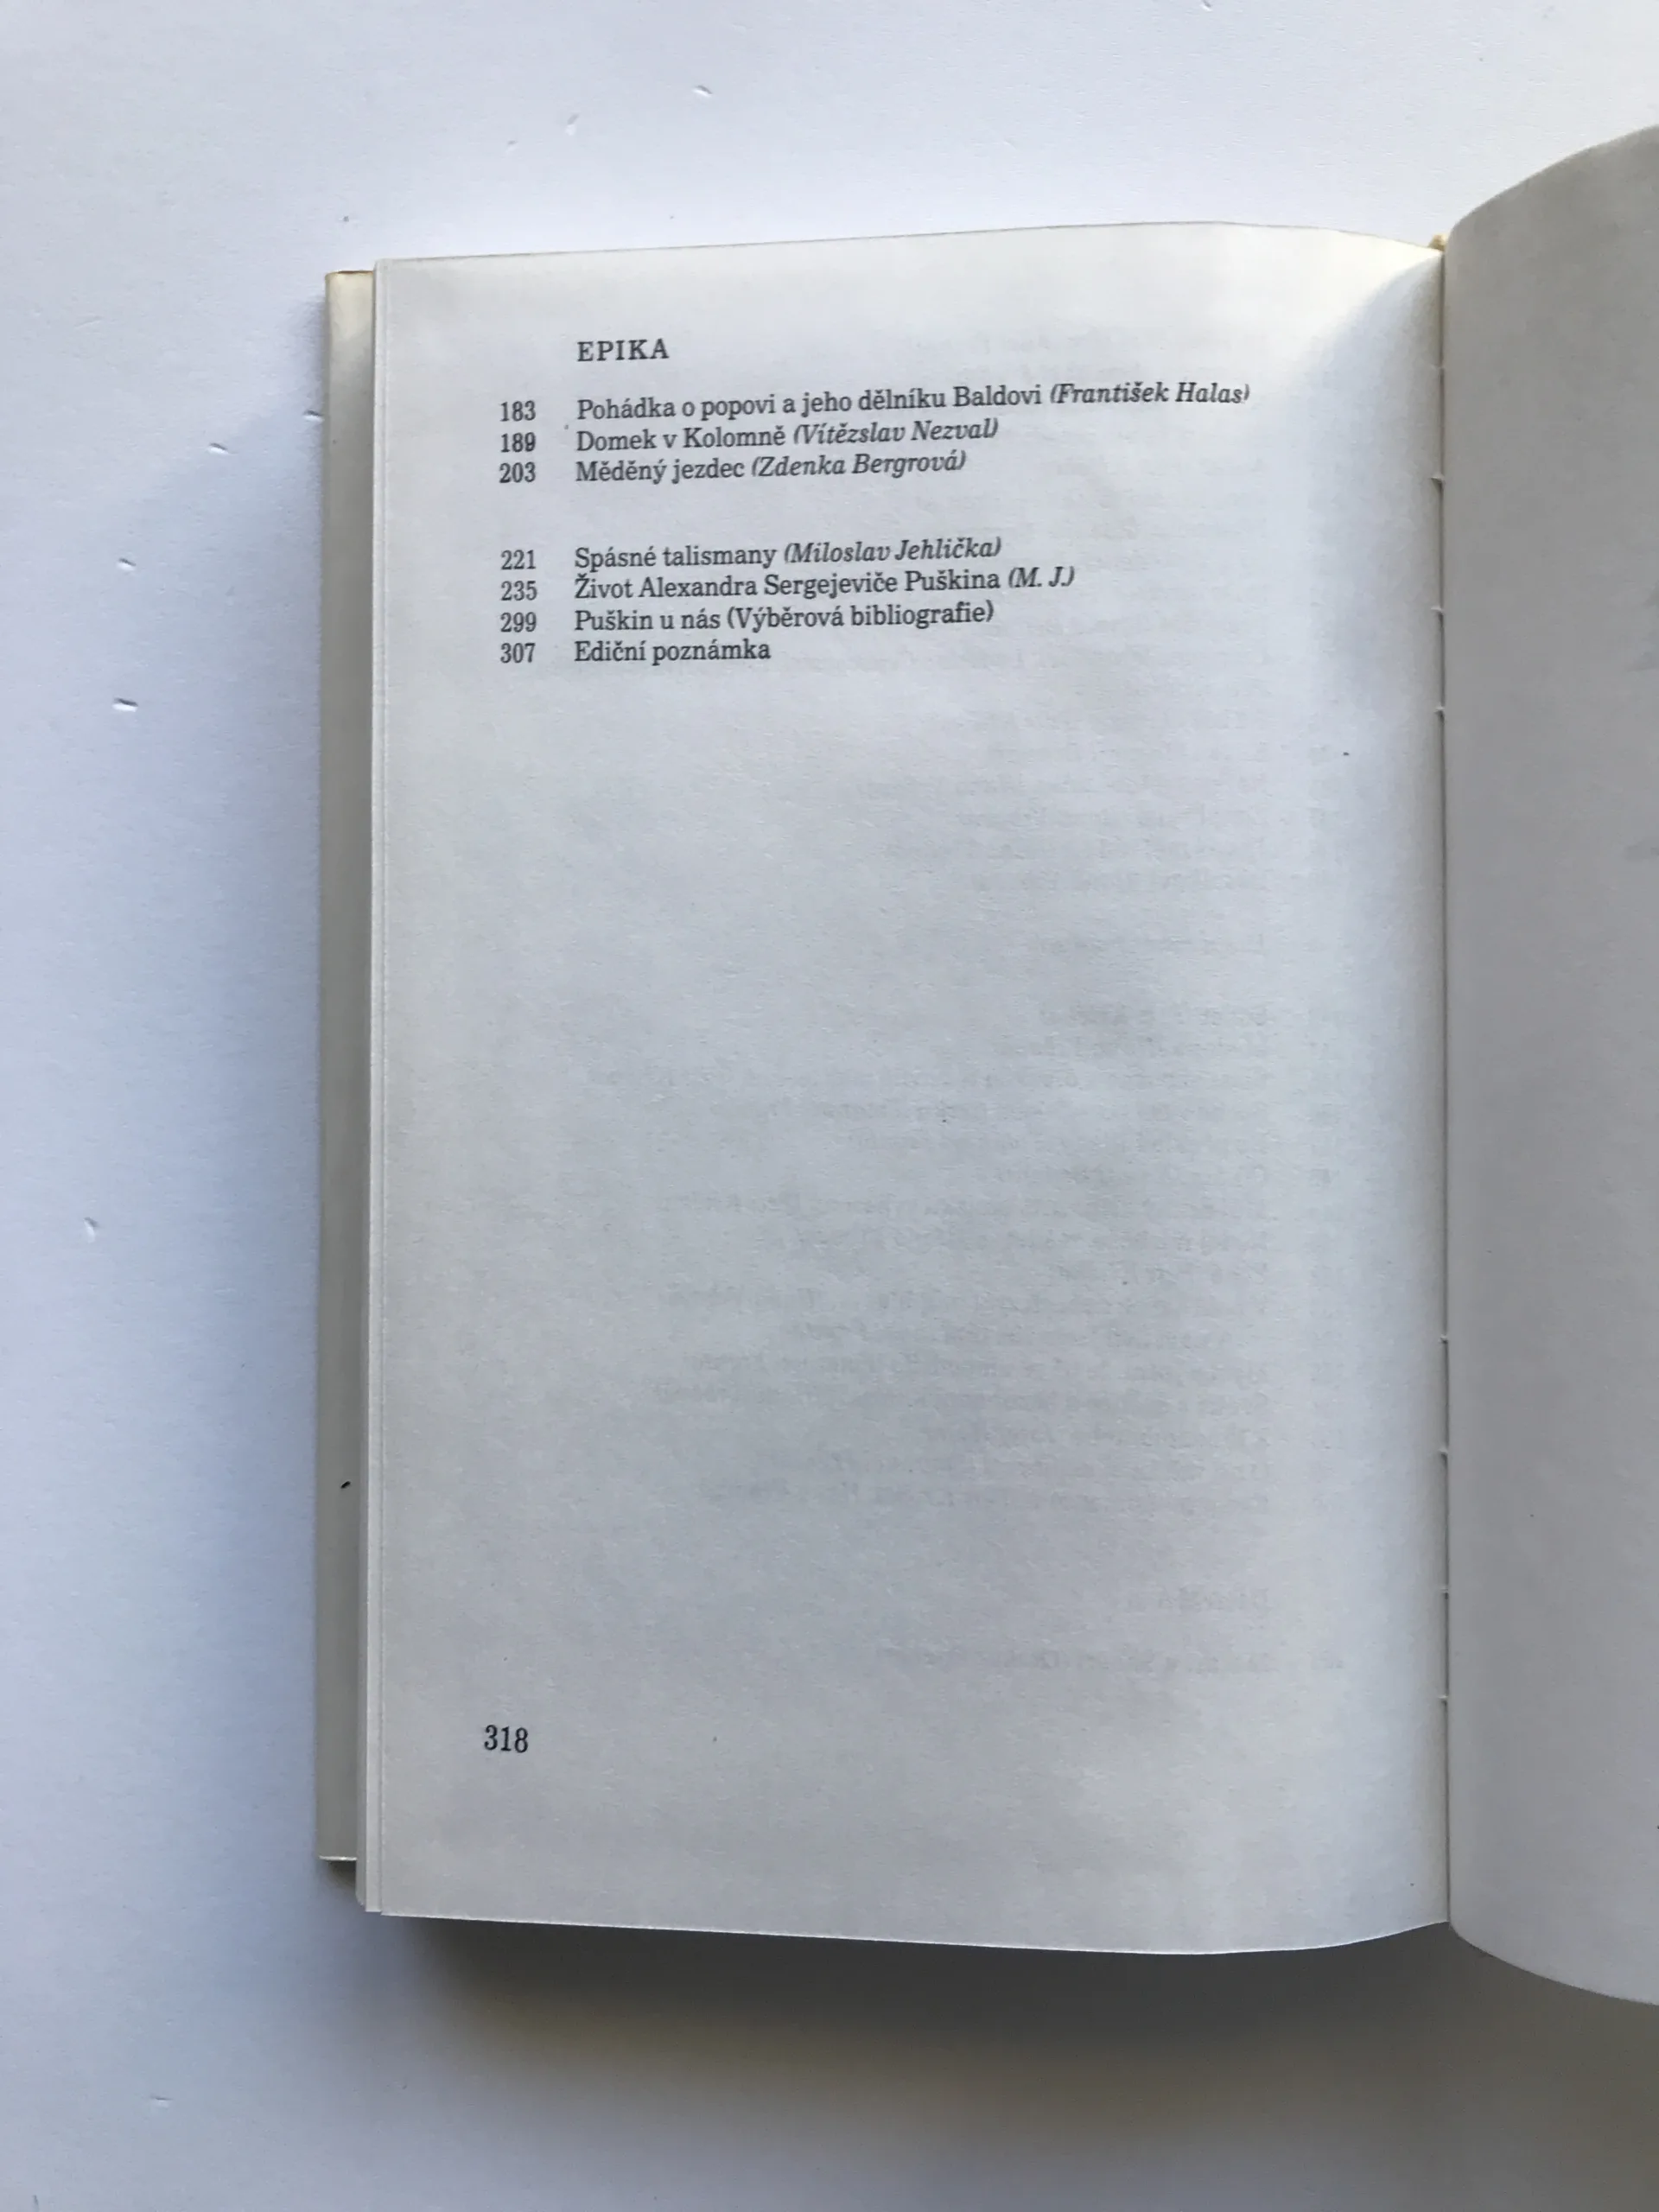 EPIKA
183 Pohádka o popovi a jeho dělníku Baldovi (František Halas)
189 Domek v Kolomně (Vítězslav Nezval)
203 Měděný jezdec (Zdenka Bergrová)
221 Spásné talismany (Miloslav Jehlička)
235 Život Alexandra Sergejeviče Puškina (M. J.)
299 Puškin u nás (Výběrová bibliografie)
307 Ediční poznámka
318